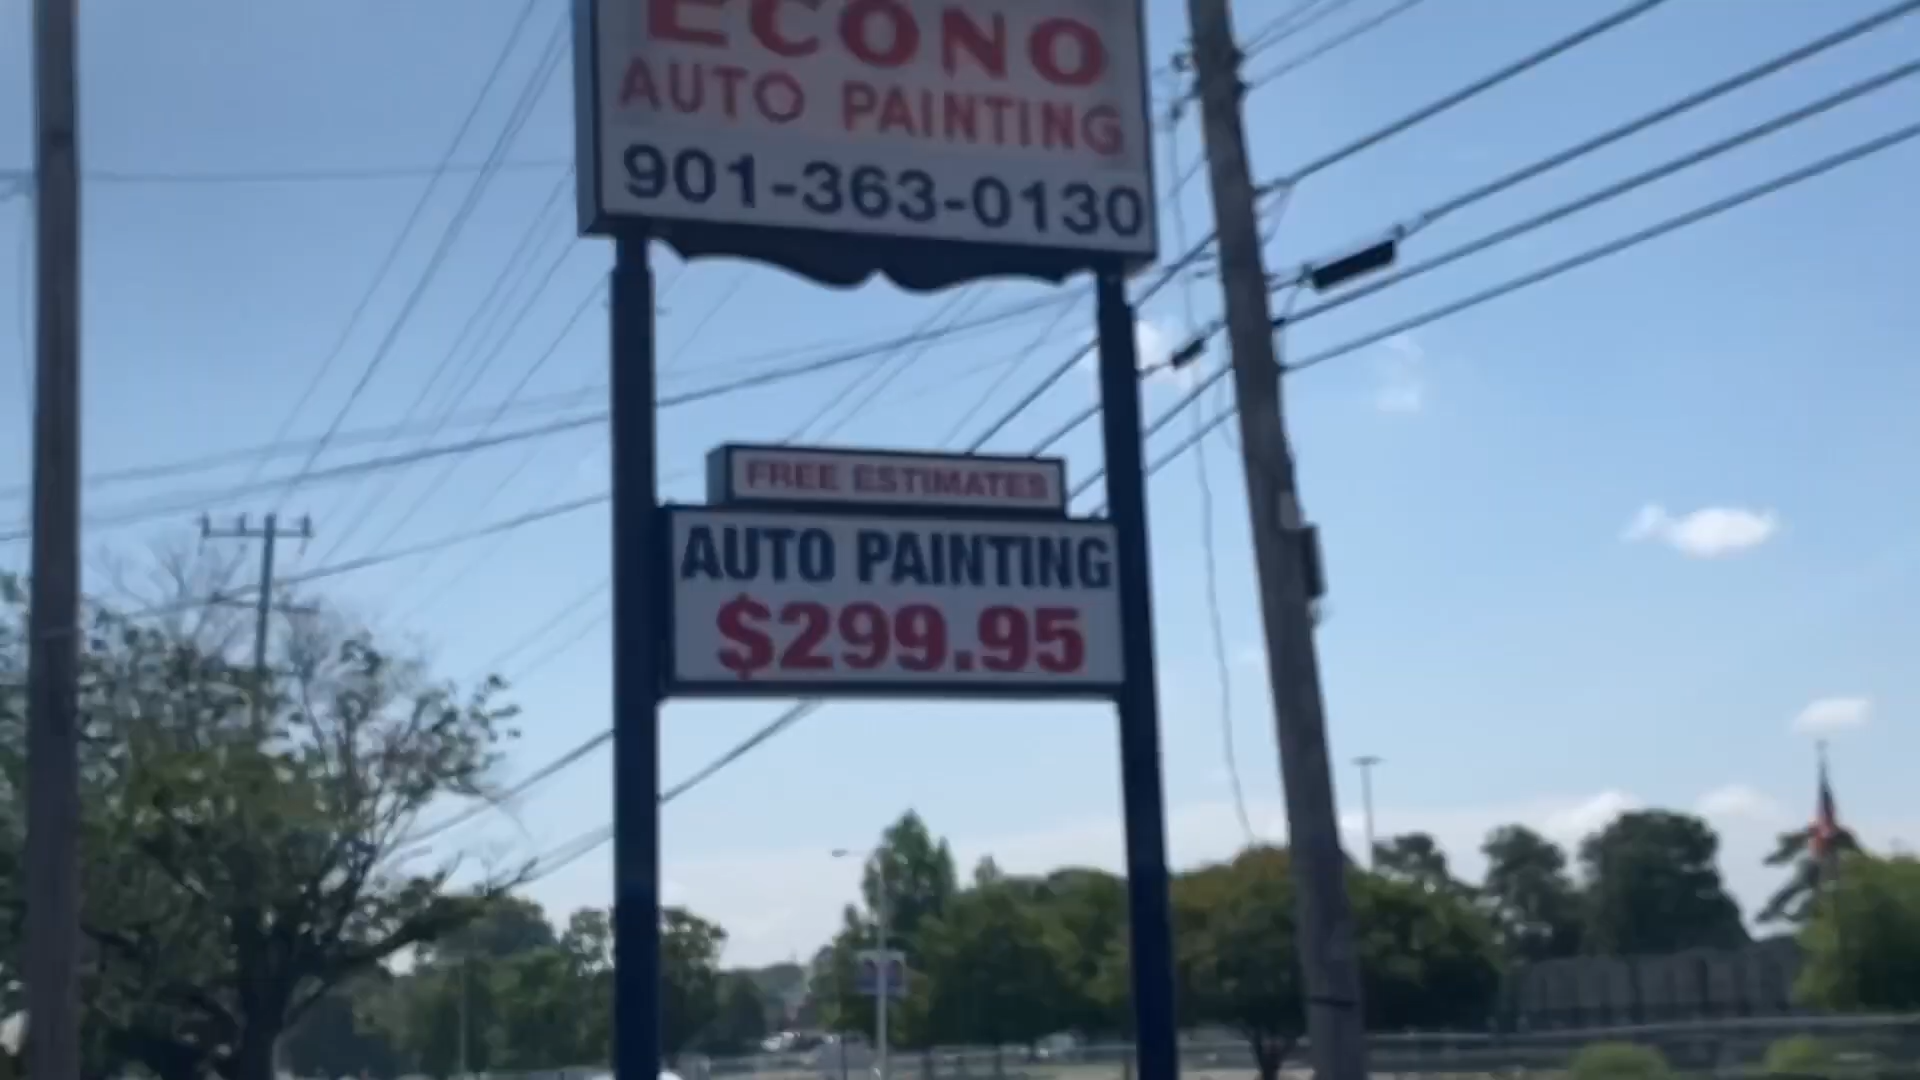 ECONO
AUTO PAINTING
901-363-0130
FREE ESTIMATES
AUTO PAINTING
$299.95